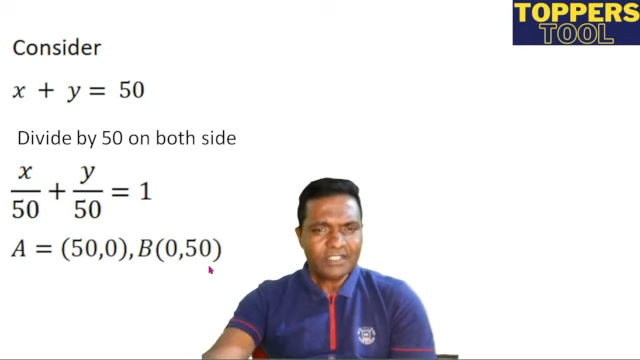 TOPPERS
TOOL
Consider
x + y = 50
Divide by 50 on both side
x/50 + y/50 = 1
A = (50,0), B(0,50)